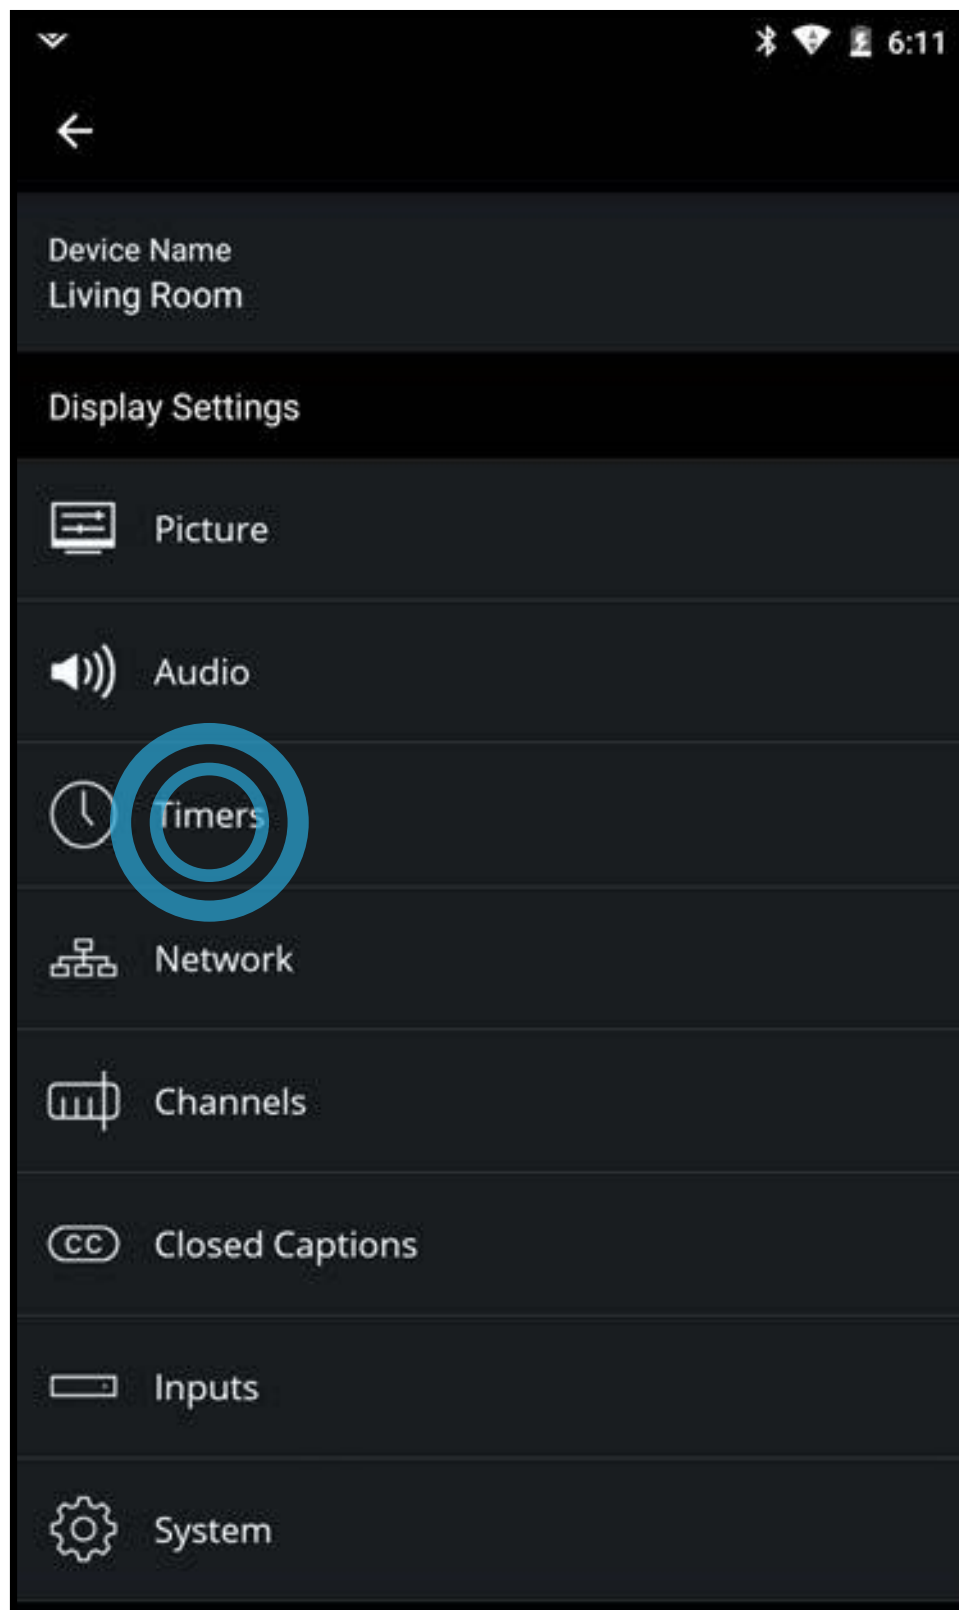 6:11
Device Name
Living Room
Display Settings
Picture
Audio
Timers
Network
Channels
CC Closed Captions
Inputs
System